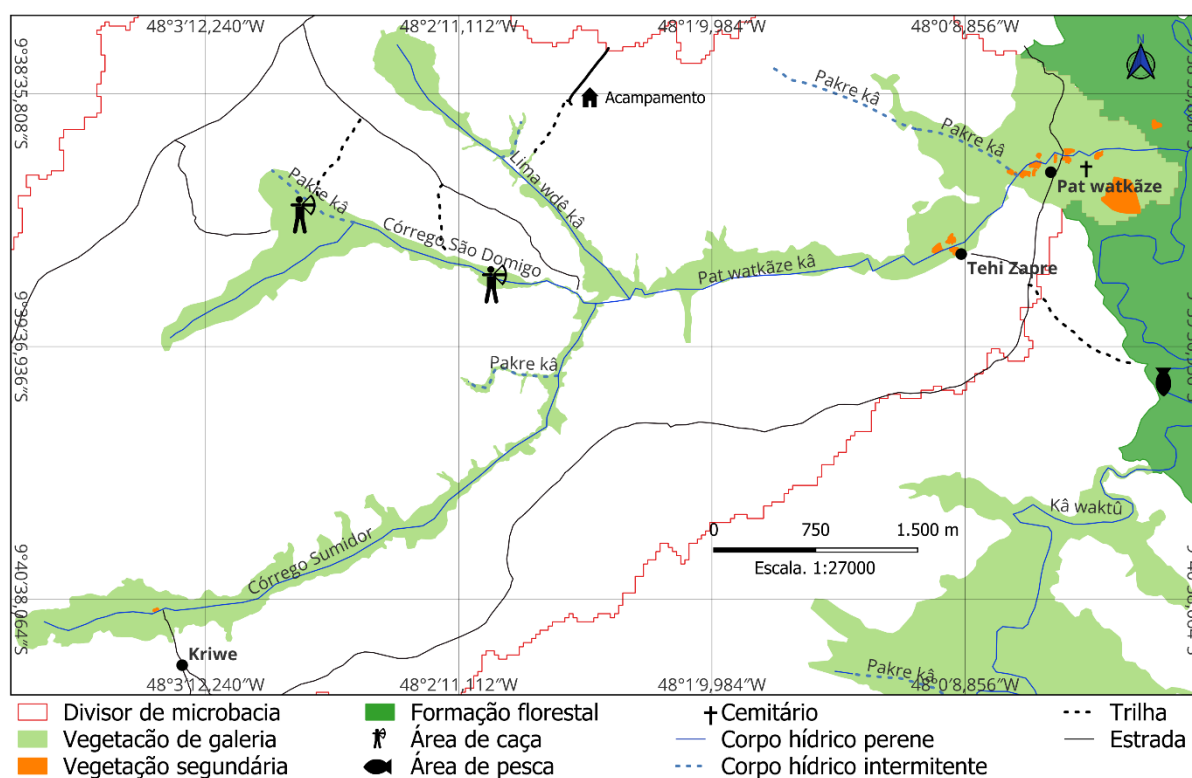 48°3′12,240″W
48°2′11,112″W
48°1′9,984″W
48°0′8,856″W
N
9°38′35,808″S
Acampamento
Pakre kâ
Pakre kâ
Lima wdê kâ
Pat watkãze
Pakre kâ
Córrego São Domigo
Pat watkãze kâ
Tehi Zapre
9°39′36,936″S
Pakre kâ
Kâ waktû
0 750 1.500 m
Escala. 1:27000
Córrego Sumidor
9°40′38,064″S
Kriwe
Pakre kâ
48°3′12,240″W
48°2′11,112″W
48°1′9,984″W
48°0′8,856″W
Divisor de microbacia
Formação florestal
Cemitário
Trilha
Vegetacão de galeria
Área de caça
Corpo hídrico perene
Estrada
Vegetação segundária
Área de pesca
Corpo hídrico intermitente